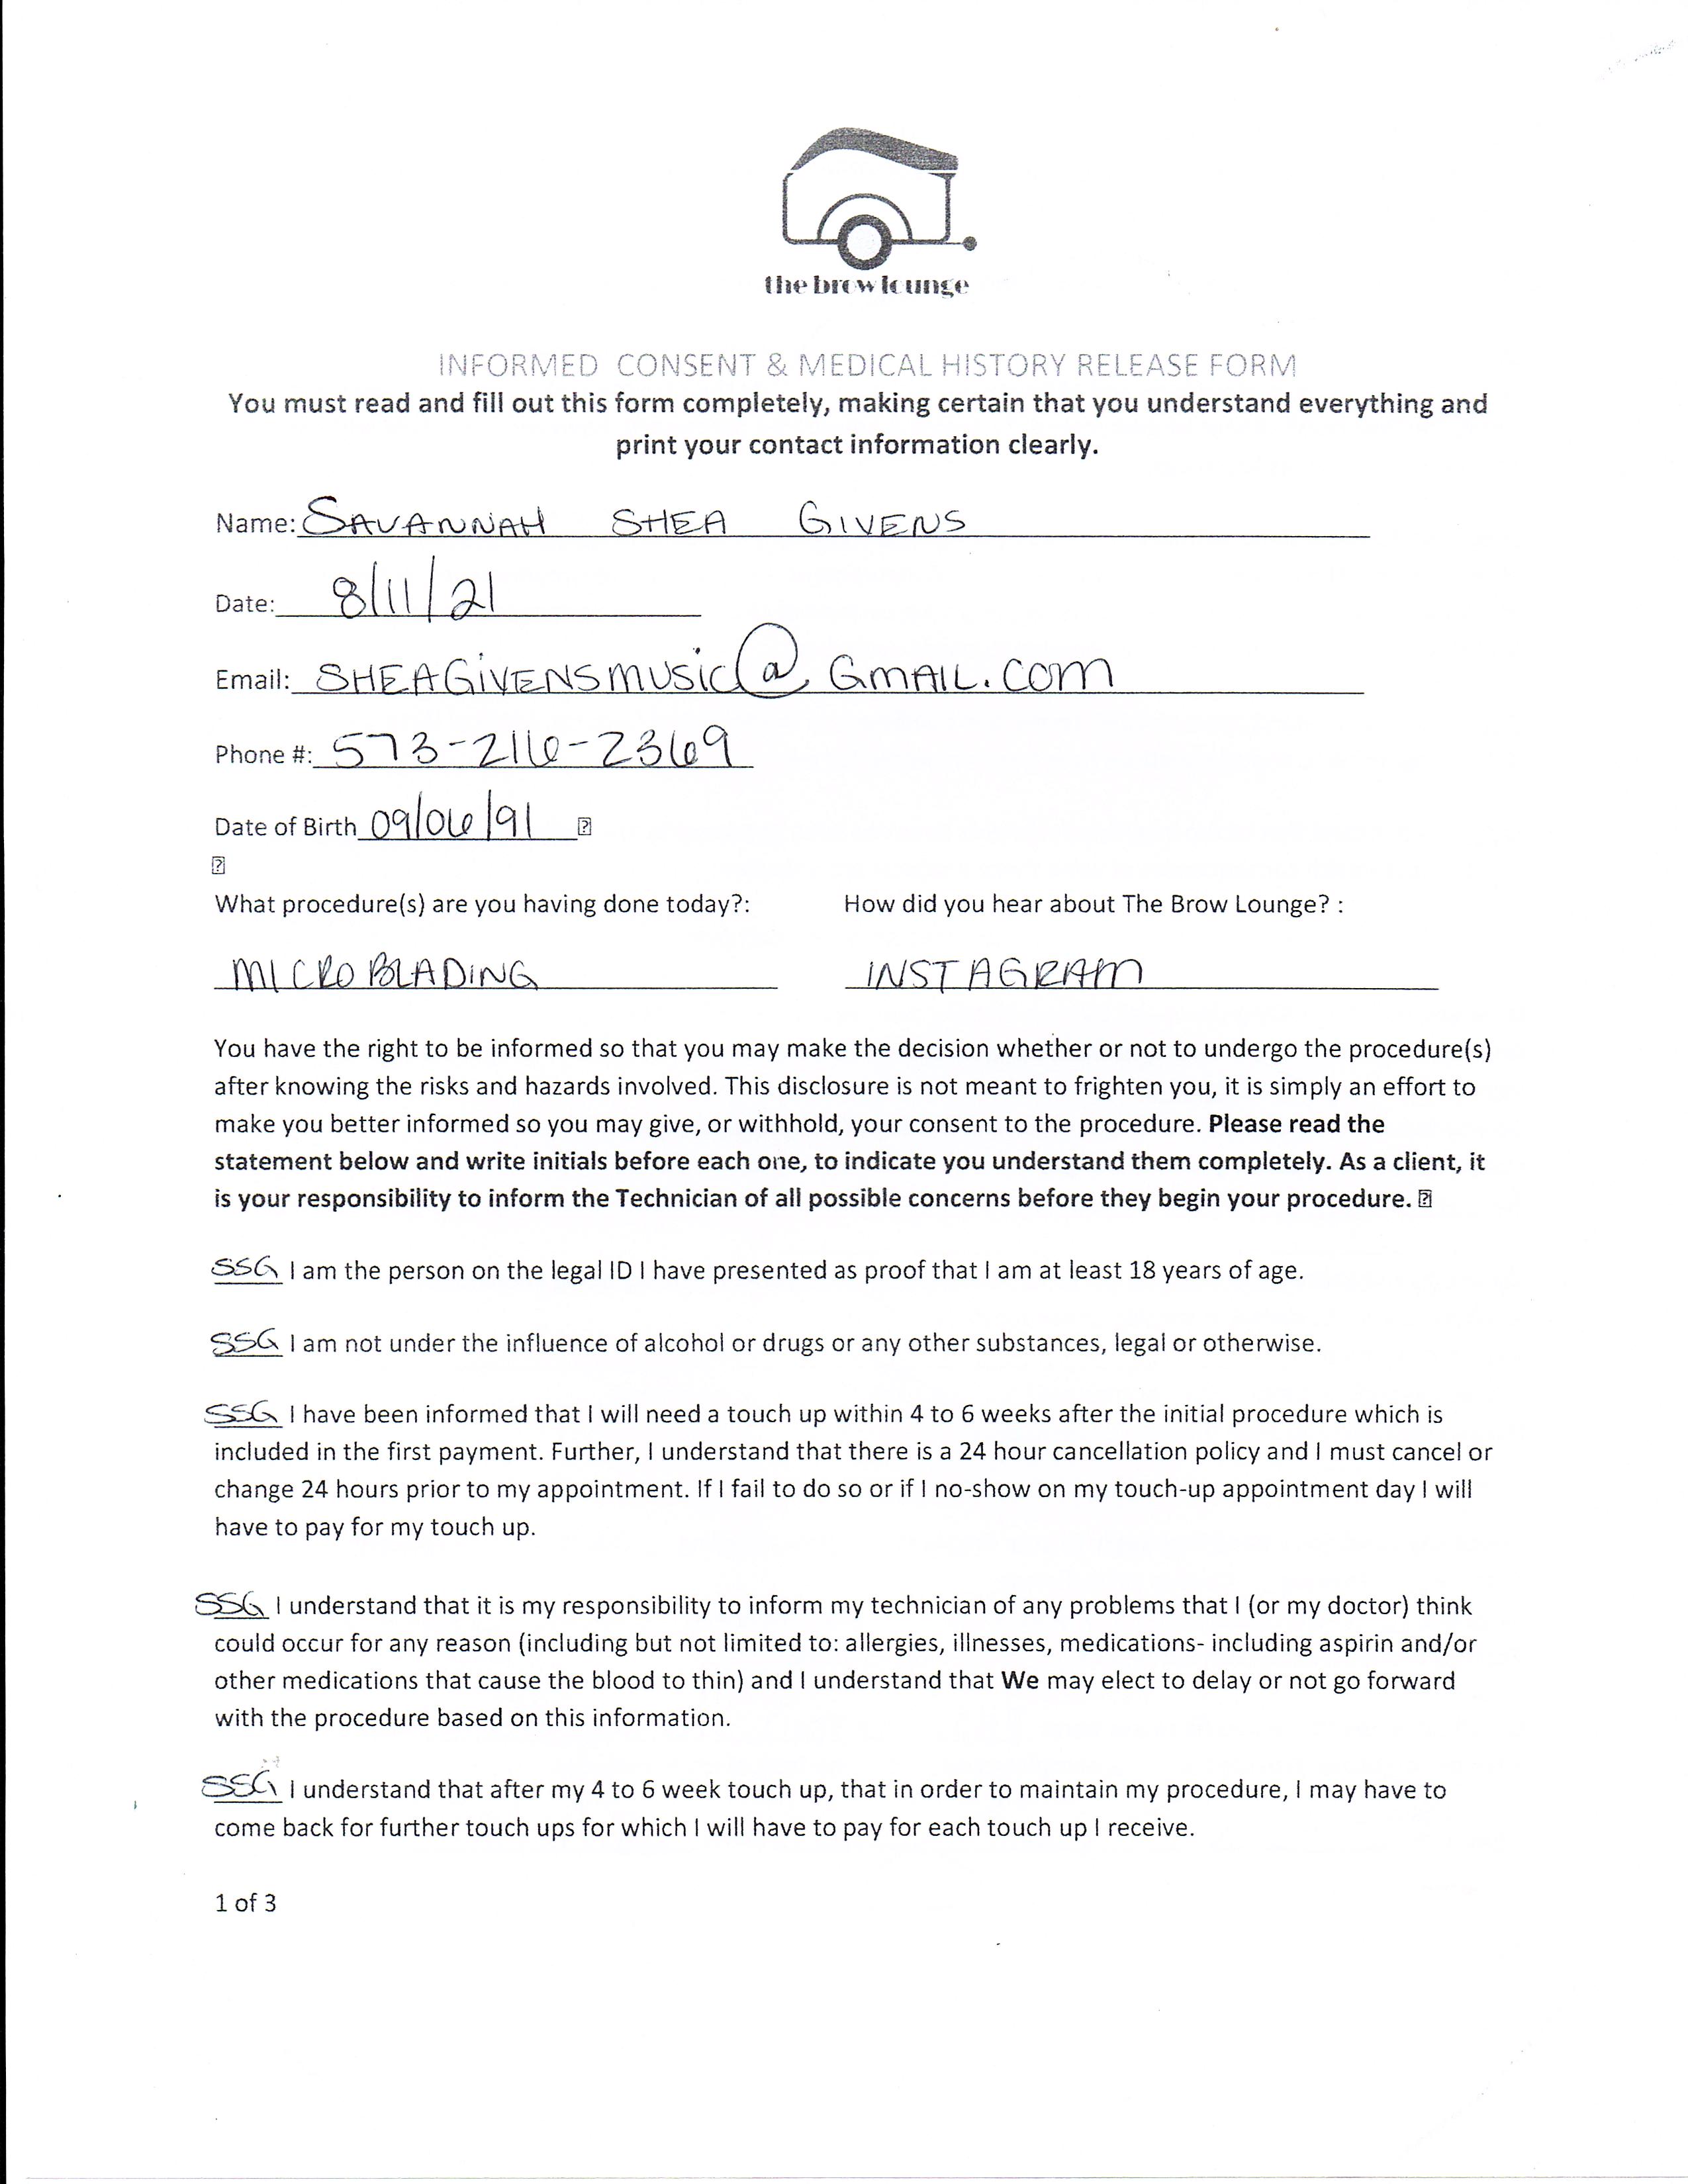 the brow lounge
INFORMED CONSENT & MEDICAL HISTORY RELEASE FORM
You must read and fill out this form completely, making certain that you understand everything and
print your contact information clearly.
Name: SAVANNAH SHEA GIVENS
Date: 8/11/21
Email: SHEAGIVENSMUSIC@GMAIL.COM
Phone #: 573-216-2369
Date of Birth 09/06/91
What procedure(s) are you having done today?: How did you hear about The Brow Lounge? :
MICROBLADING INSTAGRAM
You have the right to be informed so that you may make the decision whether or not to undergo the procedure(s)
after knowing the risks and hazards involved. This disclosure is not meant to frighten you, it is simply an effort to
make you better informed so you may give, or withhold, your consent to the procedure. Please read the
statement below and write initials before each one, to indicate you understand them completely. As a client, it
is your responsibility to inform the Technician of all possible concerns before they begin your procedure.
SSG I am the person on the legal ID I have presented as proof that I am at least 18 years of age.
SSG I am not under the influence of alcohol or drugs or any other substances, legal or otherwise.
SSG I have been informed that I will need a touch up within 4 to 6 weeks after the initial procedure which is
included in the first payment. Further, I understand that there is a 24 hour cancellation policy and I must cancel or
change 24 hours prior to my appointment. If I fail to do so or if I no-show on my touch-up appointment day I will
have to pay for my touch up.
SSG I understand that it is my responsibility to inform my technician of any problems that I (or my doctor) think
could occur for any reason (including but not limited to: allergies, illnesses, medications- including aspirin and/or
other medications that cause the blood to thin) and I understand that We may elect to delay or not go forward
with the procedure based on this information.
SSG I understand that after my 4 to 6 week touch up, that in order to maintain my procedure, I may have to
come back for further touch ups for which I will have to pay for each touch up I receive.
1 of 3